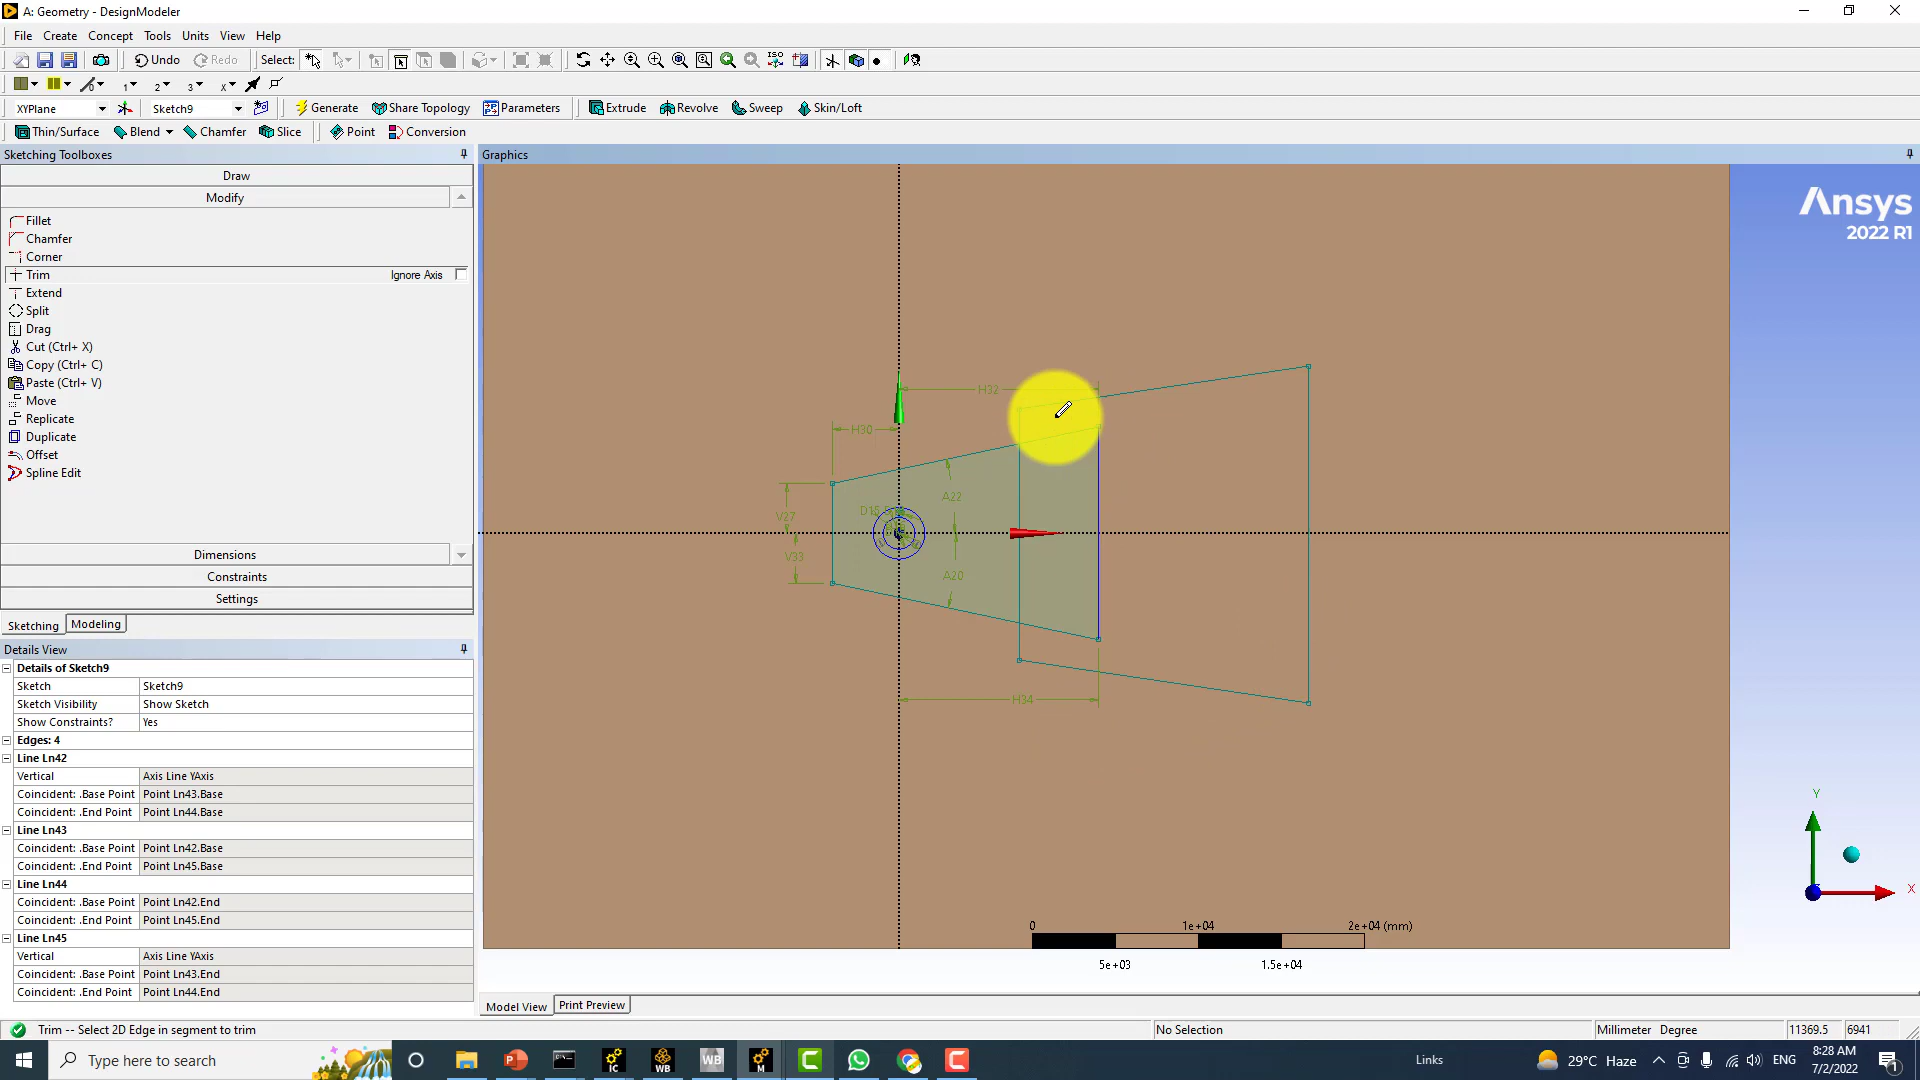 A: Geometry - DesignModeler
File Create Concept Tools Units View Help
Undo Redo Select: ISO
1 2 3 x
XYPlane Sketch9 Generate Share Topology Parameters Extrude Revolve Sweep Skin/Loft
Thin/Surface Blend Chamfer Slice Point Conversion
Sketching Toolboxes
Graphics
Draw
Modify
Fillet
Chamfer
Corner
Trim Ignore Axis
Extend
Split
Drag
Cut (Ctrl+ X)
Copy (Ctrl+ C)
Paste (Ctrl+ V)
Move
Replicate
Duplicate
Offset
Spline Edit
Dimensions
Constraints
Settings
Sketching Modeling
Details View
Details of Sketch9
Sketch Sketch9
Sketch Visibility Show Sketch
Show Constraints? Yes
Edges: 4
Line Ln42
Vertical Axis Line YAxis
Coincident: .Base Point Point Ln43.Base
Coincident: .End Point Point Ln44.Base
Line Ln43
Coincident: .Base Point Point Ln42.Base
Coincident: .End Point Point Ln45.Base
Line Ln44
Coincident: .Base Point Point Ln42.End
Coincident: .End Point Point Ln45.End
Line Ln45
Vertical Axis Line YAxis
Coincident: .Base Point Point Ln43.End
Coincident: .End Point Point Ln44.End
Ansys
2022 R1
H32
H30
A22
V27
D15
V33
A20
H34
Y
X
0 1e+04 2e+04 (mm)
5e+03 1.5e+04
Model View Print Preview
Trim -- Select 2D Edge in segment to trim No Selection Millimeter Degree 11369.5 6941
Type here to search
IC WB WB M
Links 29°C Haze ENG
8:28 AM
7/2/2022
1